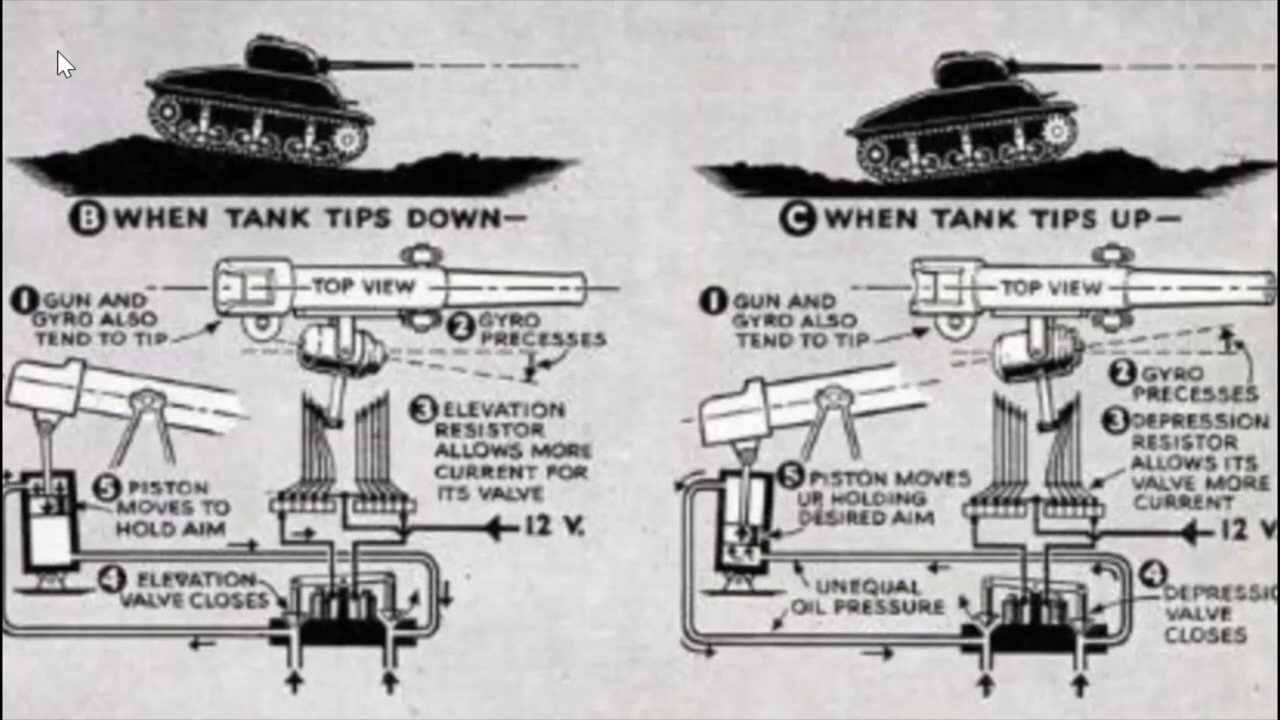 B WHEN TANK TIPS DOWN—
TOP VIEW
1 GUN AND
GYRO ALSO
TEND TO TIP
2 GYRO
PRECESSES
3 ELEVATION
RESISTOR
ALLOWS MORE
CURRENT FOR
ITS VALVE
5 PISTON
MOVES TO
HOLD AIM
12 V.
4 ELEVATION
VALVE CLOSES
C WHEN TANK TIPS UP—
TOP VIEW
1 GUN AND
GYRO ALSO
TEND TO TIP
2 GYRO
PRECESSES
3 DEPRESSION
RESISTOR
ALLOWS ITS
VALVE MORE
CURRENT
5 PISTON MOVES
UP HOLDING
DESIRED AIM
12 V
UNEQUAL
OIL PRESSURE
4
DEPRESSIO
VALVE
CLOSES